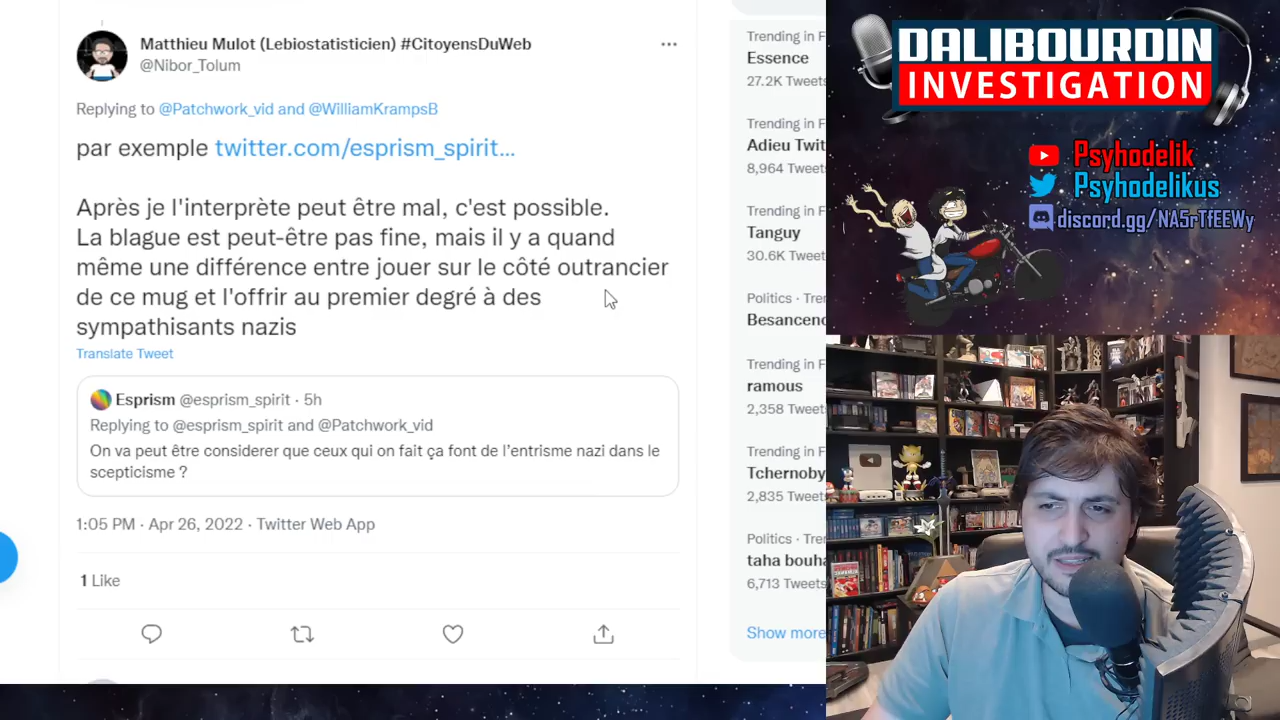 Matthieu Mulot (Lebiostatisticien) #CitoyensDuWeb
@Nibor_Tolum
Replying to @Patchwork_vid and @WilliamKrampsB
par exemple twitter.com/esprism_spirit...
Après je l'interprète peut être mal, c'est possible.
La blague est peut-être pas fine, mais il y a quand
même une différence entre jouer sur le côté outrancier
de ce mug et l'offrir au premier degré à des
sympathisants nazis
Translate Tweet
Esprism @esprism_spirit · 5h
Replying to @esprism_spirit and @Patchwork_vid
On va peut être considerer que ceux qui on fait ça font de l'entrisme nazi dans le
scepticisme ?
1:05 PM · Apr 26, 2022 · Twitter Web App
1 Like
Trending in F
Essence
27.2K Tweets
Trending in F
Adieu Twit
8,964 Tweets
Trending in F
Tanguy
30.6K Tweets
Politics · Tren
Besanceno
Trending in F
ramous
2,358 Tweets
Trending in F
Tchernoby
2,835 Tweets
Politics · Tren
taha bouha
6,713 Tweets
Show more
DALIBOURDIN
INVESTIGATION
Psyhodelik
Psyhodelikus
discord.gg/NA5rTfEEWy